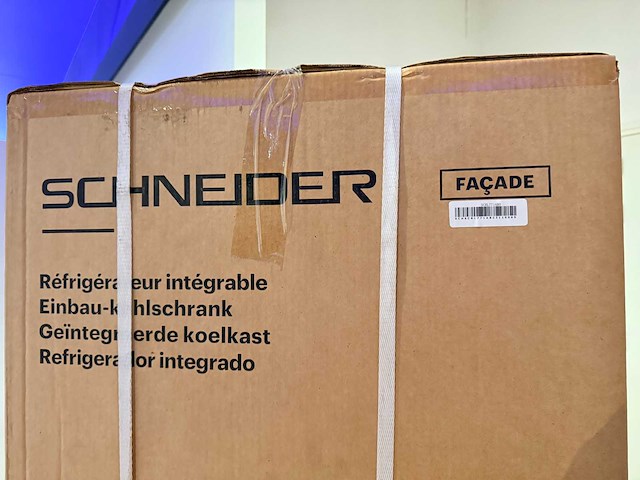 SCHNEIDER
FAÇADE
Réfrigérateur intégrable
Einbau-kühlschrank
Geïntegreerde koelkast
Refrigerador integrado